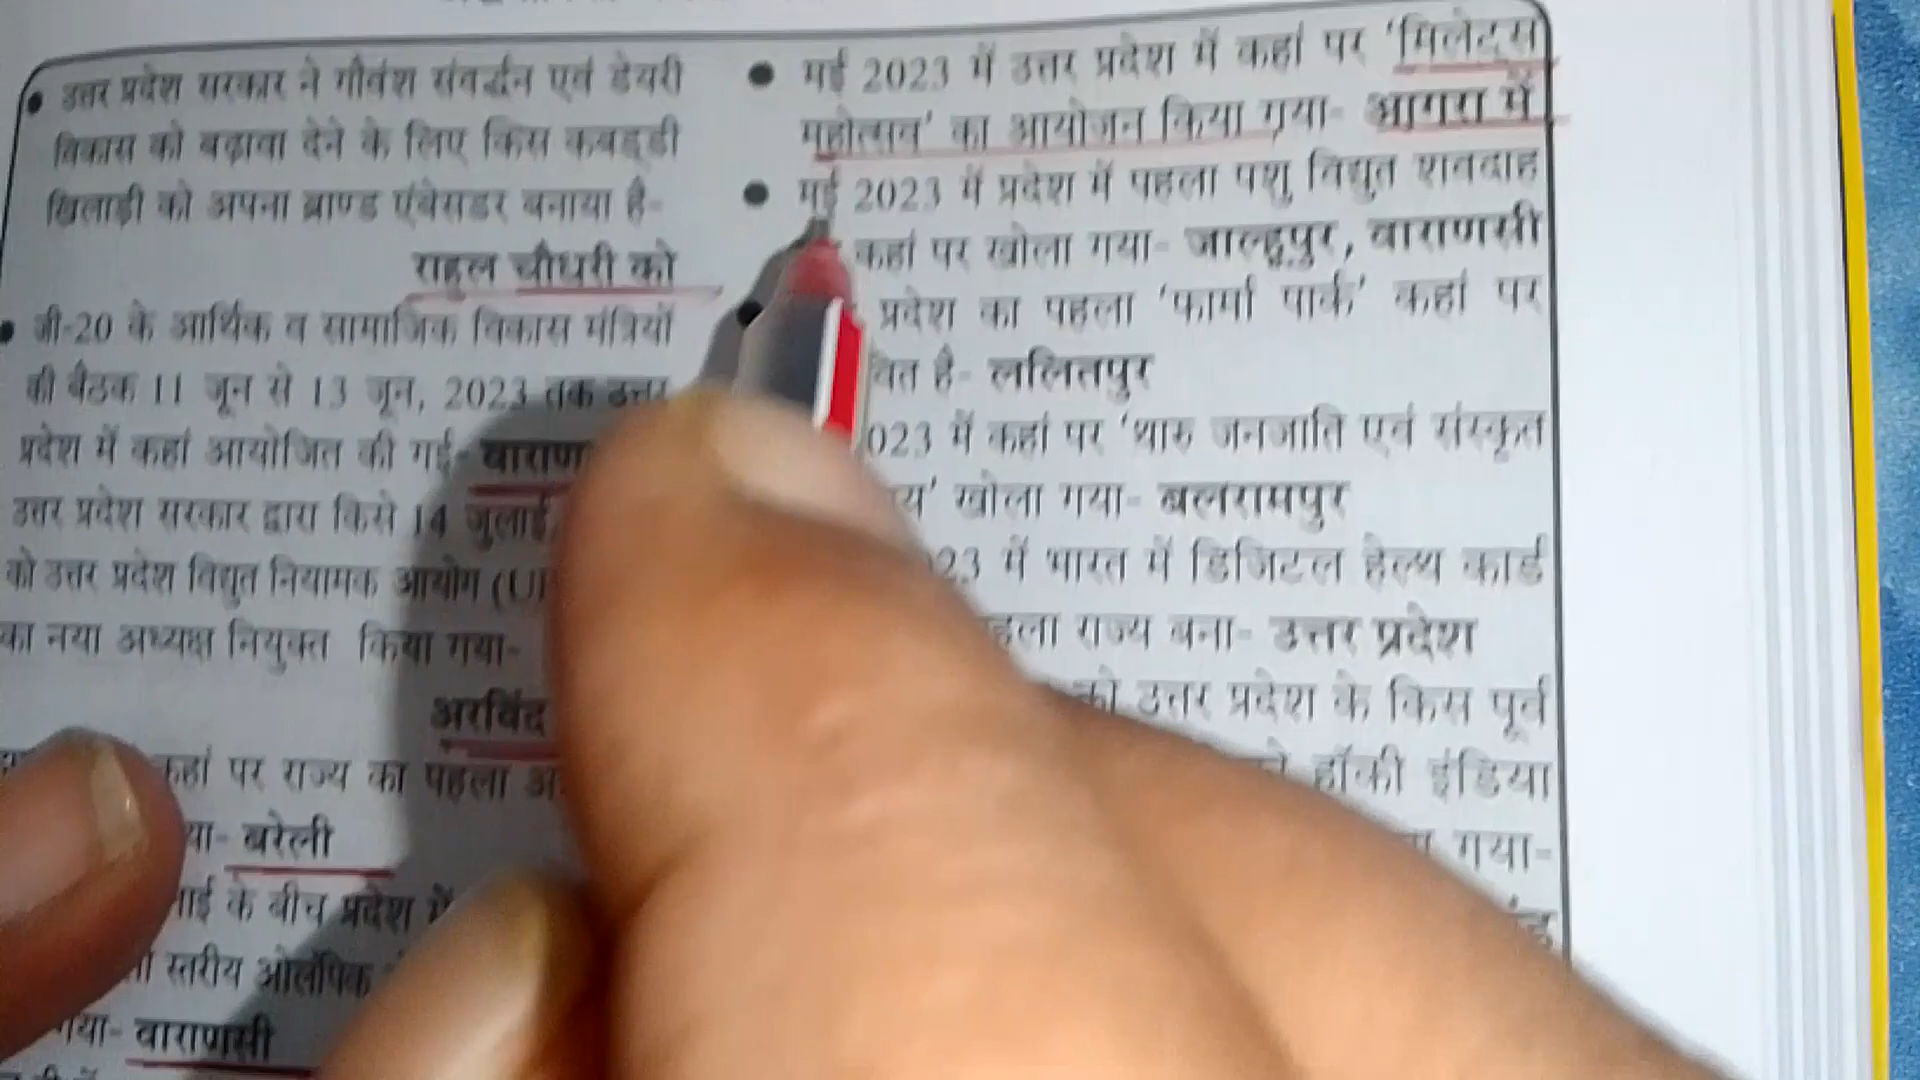 ● उत्तर प्रदेश सरकार ने गौवंश संवर्द्धन एवं डेयरी
विकास को बढ़ावा देने के लिए किस कबड्डी
खिलाड़ी को अपना ब्राण्ड एंबेसडर बनाया है-
राहुल चौधरी को
● जी-20 के आर्थिक व सामाजिक विकास मंत्रियों
की बैठक 11 जून से 13 जून, 2023 तक उत्तर
प्रदेश में कहां आयोजित की गई-
उत्तर प्रदेश सरकार द्वारा किसे 14 जुलाई,
को उत्तर प्रदेश विद्युत नियामक आयोग
का नया अध्यक्ष नियुक्त किया गया-
अरविंद
कहां पर राज्य का पहला
बरेली
के बीच प्रदेश में
स्तरीय ओलंपिक
गया- वाराणसी
● मई 2023 में उत्तर प्रदेश में कहां पर 'मिलेट्स
महोत्सव' का आयोजन किया गया- आगरा में
● मई 2023 में प्रदेश में पहला पशु विद्युत शवदाह
कहां पर खोला गया- जाल्हूपुर, वाराणसी
प्रदेश का पहला 'फार्मा पार्क' कहां पर
है- ललितपुर
में कहां पर 'थारू जनजाति एवं संस्कृत
खोला गया- बलरामपुर
में भारत में डिजिटल हेल्थ कार्ड
राज्य बना- उत्तर प्रदेश
को उत्तर प्रदेश के किस पूर्व
हॉकी इंडिया
गया-